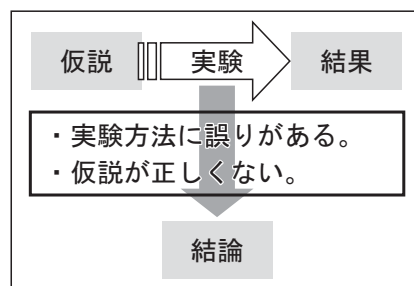 仮説 実験 結果
・実験方法に誤りがある。
・仮説が正しくない。
結論